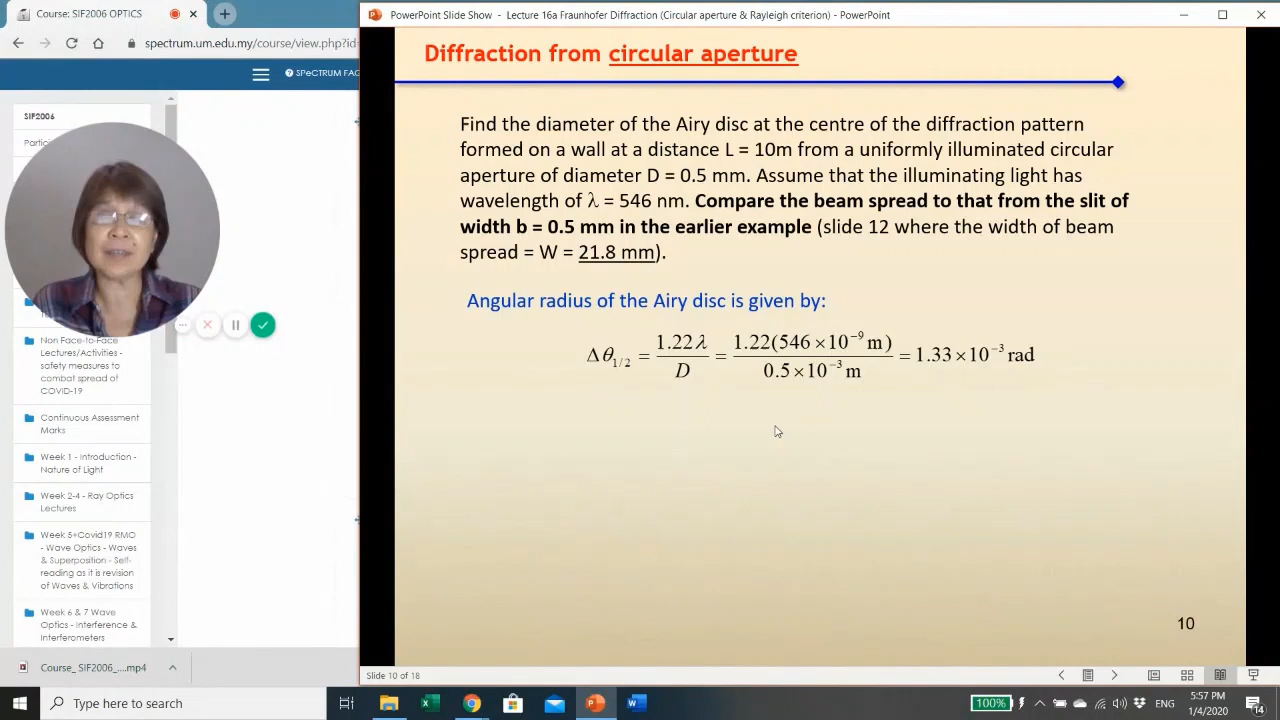 Course: SIF2006 OPTICS
spectrum.um.edu.my/course/view.php?id=
SPeCTRUM FAQ
SIF2006
Non Face-to-Face
Lectures/Activities -
safety measures to
combat spread of
COVID-19
Continuous Assessment
Marks
Week 1 - Introduction -
Nature of Light
Week 2-4 - Ray Optics
Lectures
Week 5+Covid19 RMO
- Wave Optics - Waves
& Superposition - Self-
reading as it is revision
of Waves & Vibrations
Week 6 & 7 Wave
Optics - Interference &
Interferometers
Course_ SIF2006_....mp4
PowerPoint Slide Show - Lecture 16a Fraunhofer Diffraction (Circular aperture & Rayleigh criterion) - PowerPoint
Diffraction from circular aperture
Find the diameter of the Airy disc at the centre of the diffraction pattern
formed on a wall at a distance L = 10m from a uniformly illuminated circular
aperture of diameter D = 0.5 mm. Assume that the illuminating light has
wavelength of λ = 546 nm. Compare the beam spread to that from the slit of
width b = 0.5 mm in the earlier example (slide 12 where the width of beam
spread = W = 21.8 mm).
Angular radius of the Airy disc is given by:
Δθ1/2 = 1.22λ / D = 1.22(546×10⁻⁹ m) / 0.5×10⁻³ m = 1.33×10⁻³ rad
10
Slide 10 of 18
Type here to search
100%
ENG
5:57 PM
1/4/2020
14